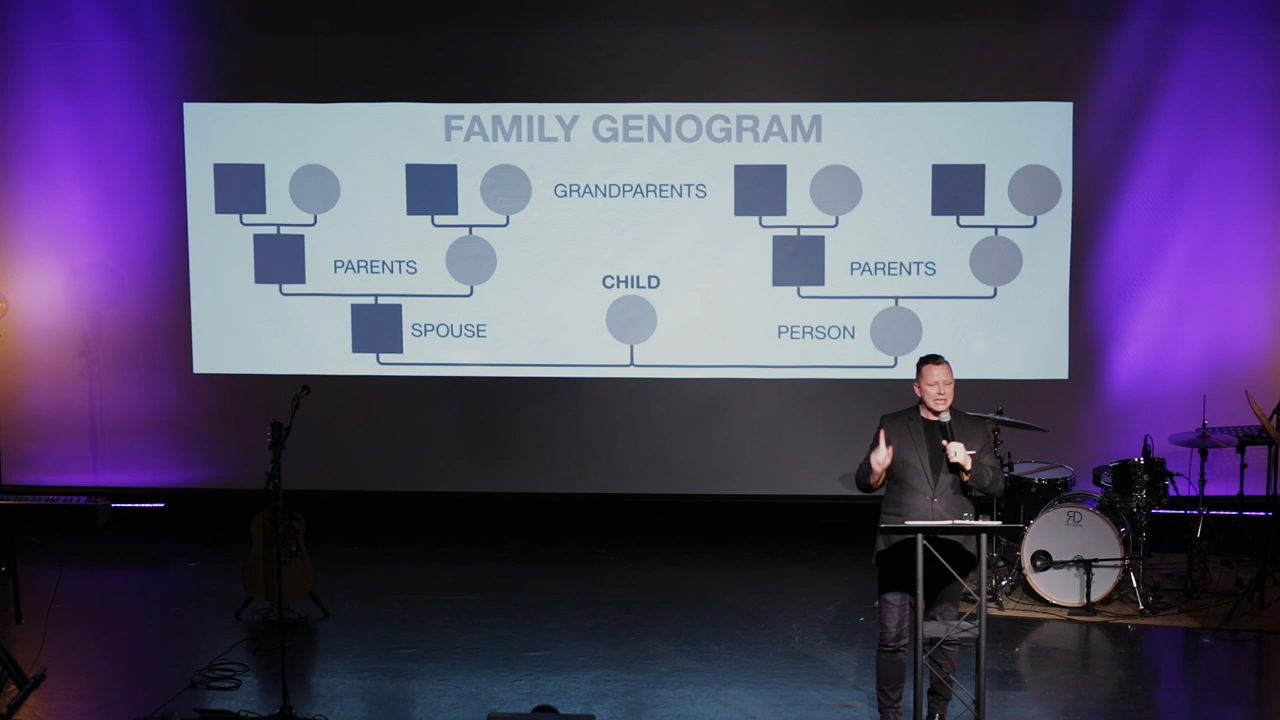 FAMILY GENOGRAM
GRANDPARENTS
PARENTS
PARENTS
CHILD
SPOUSE
PERSON